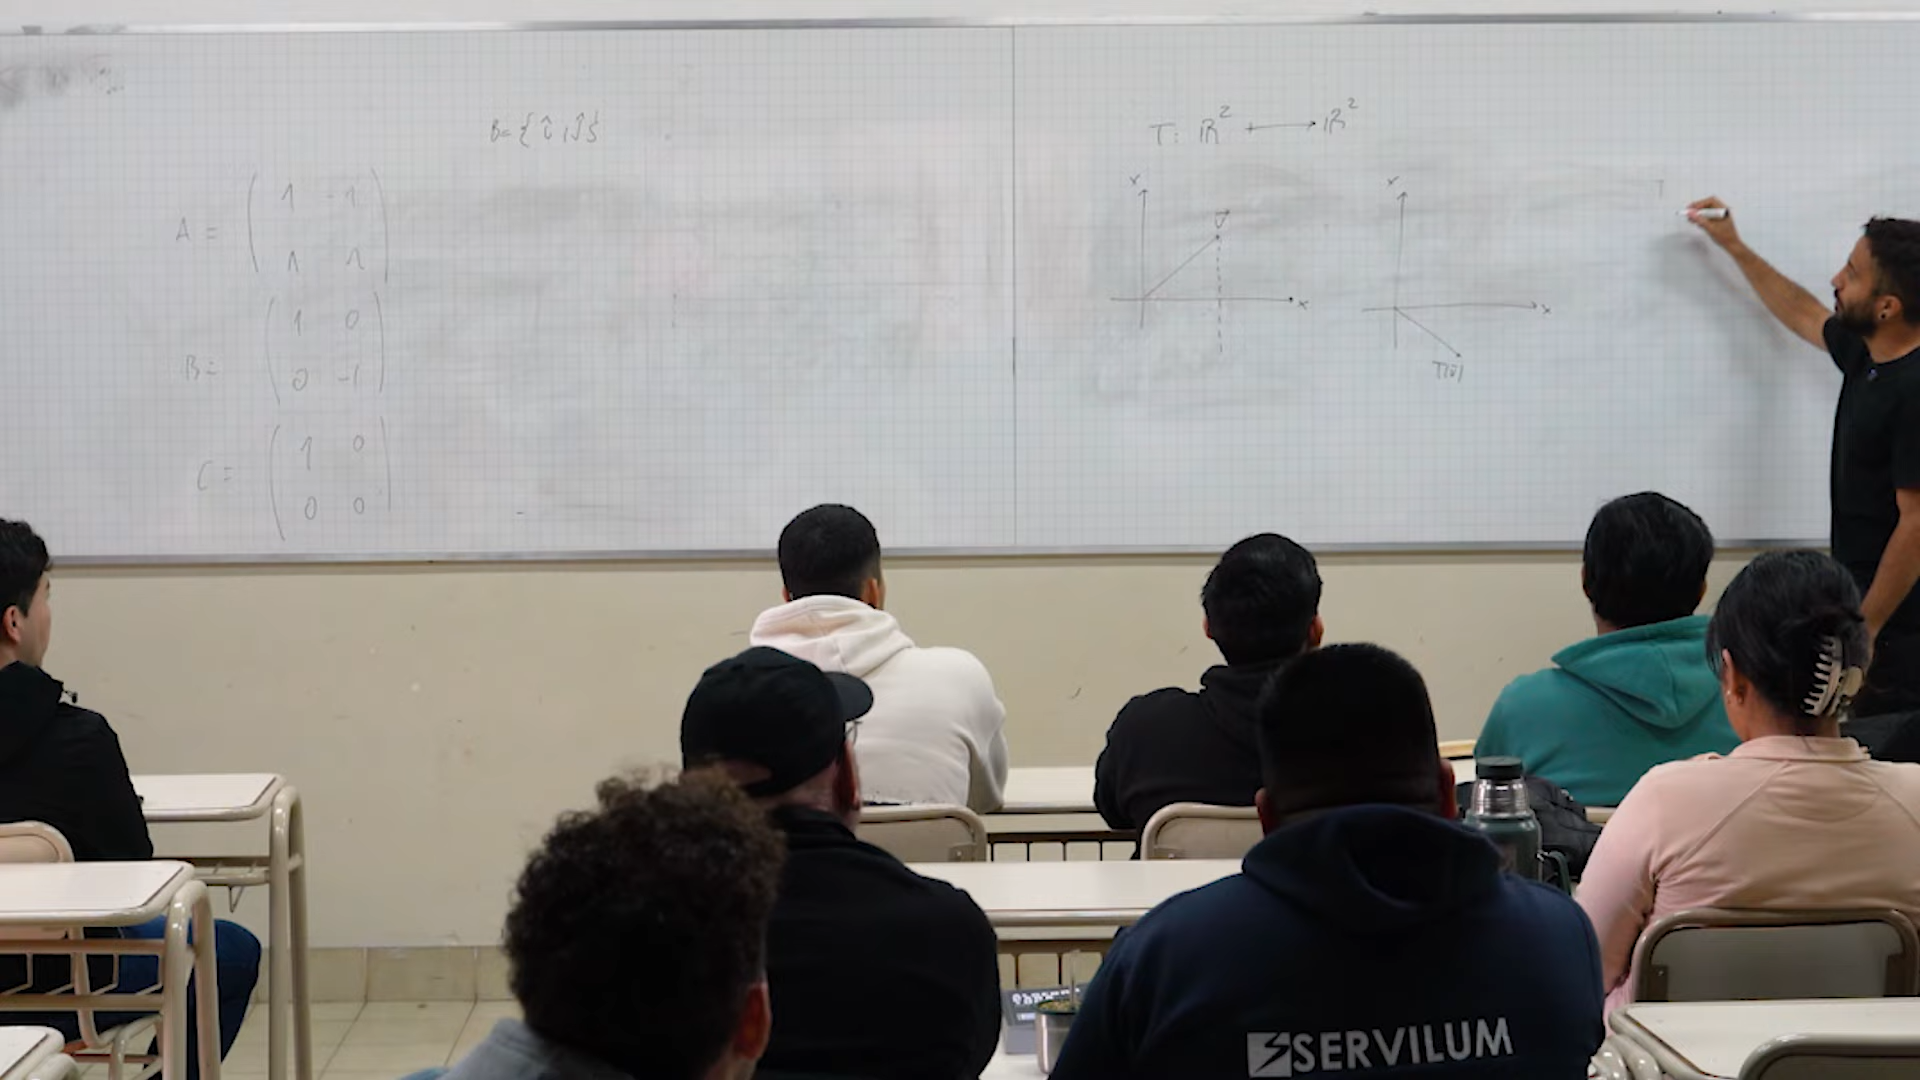 B={î,ĵ}
A = ( 1 -1
1 1 )
B= ( 1 0
0 -1 )
C= ( 1 0
0 0 )
T: ℝ² ⟼ ℝ²
Y
v⃗
x
Y
x
T(v⃗)
T
SERVILUM